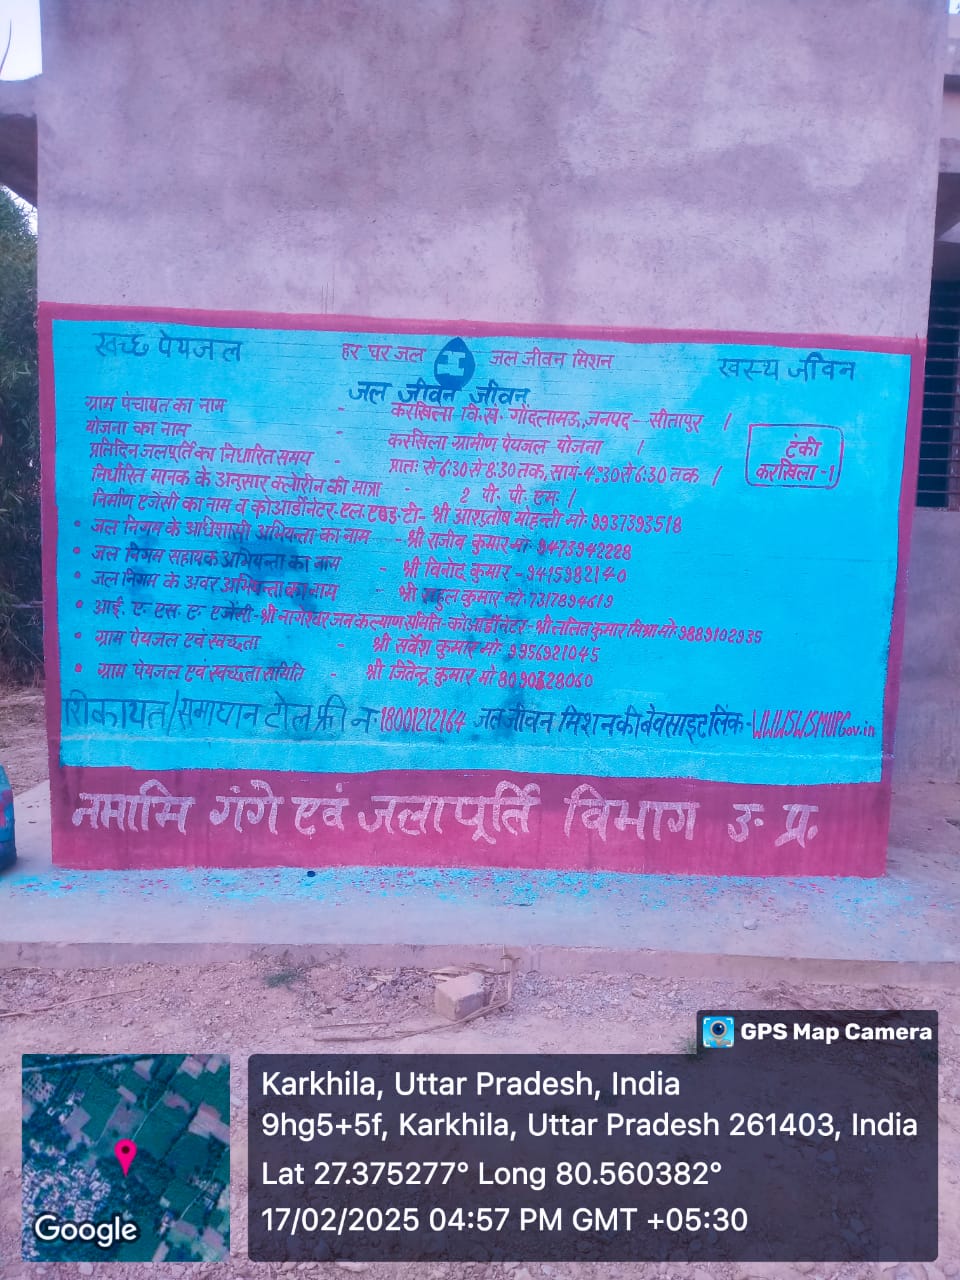 स्वच्छ पेयजल हर घर जल जल जीवन मिशन स्वस्थ जीवन
जल जीवन जीवन
ग्राम पंचायत का नाम - करखिला वि.ख. गोंदलामऊ, जनपद - सीतापुर ।
योजना का नाम - करखिला ग्रामीण पेयजल योजना ।
प्रतिदिन जलपूर्ति का निर्धारित समय - प्रातः से 6:30 से 8:30 तक, सायं - 4:30 से 6:30 तक ।
टंकी
करखिला - 1
निर्धारित मानक के अनुसार क्लोरीन की मात्रा - 2 पी. पी. एम. ।
निर्माण एजेंसी का नाम व कोआर्डीनेटर - एल. एण्ड. टी - श्री आशुतोष मोहन्ती मो. 9937393518
• जल निगम के अधिशासी अभियन्ता का नाम - श्री राजीव कुमार मो. 9473942228
• जल निगम सहायक अभियन्ता का नाम - श्री विनोद कुमार - 9415982140
• जल निगम के अवर अभियन्ता का नाम - श्री राहुल कुमार मो. 7317894619
• आई. ए. एस. ए. एजेंसी - श्री नागेश्वर जन कल्याण समिति - कोआर्डीनेटर - श्री ललित कुमार मिश्रा मो. 9889102935
• ग्राम पेयजल एवं स्वच्छता - श्री सर्वेश कुमार मो. 9956921045
• ग्राम पेयजल एवं स्वच्छता समिति - श्री जितेन्द्र कुमार मो
शिकायत/समाधान टोल फ्री नं. 18001212164 जल जीवन मिशन की वेबसाइट लिंक - WWWSWSMUPGov.in
नमामि गंगे एवं जलापूर्ति विभाग उ. प्र.
GPS Map Camera
Karkhila, Uttar Pradesh, India
9hg5+5f, Karkhila, Uttar Pradesh 261403, India
Lat 27.375277° Long 80.560382°
17/02/2025 04:57 PM GMT +05:30
Google